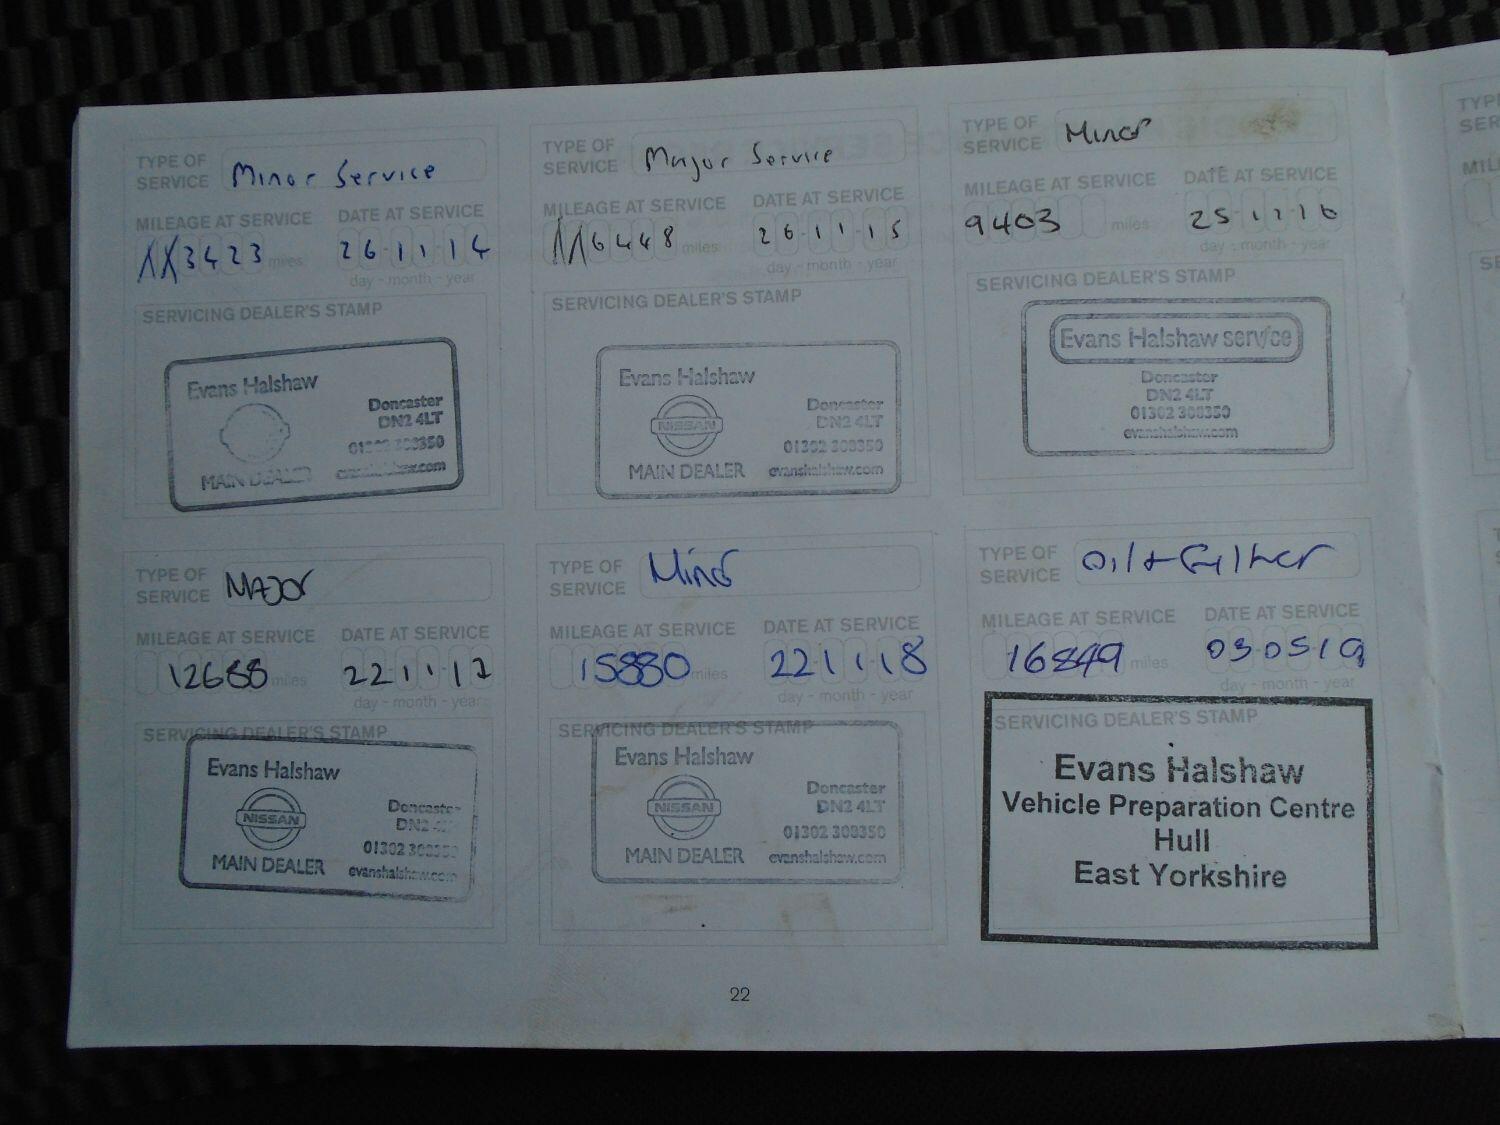 TYPE OF SERVICE Minor Service
MILEAGE AT SERVICE DATE AT SERVICE
3423 miles 26 11 14
day - month - year
SERVICING DEALER'S STAMP
Evans Halshaw
Doncaster
DN2 4LT
MAIN DEALER
TYPE OF SERVICE Major Service
MILEAGE AT SERVICE DATE AT SERVICE
6448 miles 26 11 15
day - month - year
SERVICING DEALER'S STAMP
Evans Halshaw
NISSAN
Doncaster
DN2 4LT
01302 308350
MAIN DEALER evanshalshaw.com
TYPE OF SERVICE Minor
MILEAGE AT SERVICE DATE AT SERVICE
9403 miles
day - month - year
SERVICING DEALER'S STAMP
Evans Halshaw service
Doncaster
DN2 4LT
01302 308350
evanshalshaw.com
TYPE OF SERVICE MAJOR
MILEAGE AT SERVICE DATE AT SERVICE
12688 miles 22 11 17
day - month - year
SERVICING DEALER'S STAMP
Evans Halshaw
NISSAN
Doncaster
DN2
01302
MAIN DEALER evanshalshaw.com
TYPE OF SERVICE Minor
MILEAGE AT SERVICE DATE AT SERVICE
15880 miles 22 11 18
day - month - year
SERVICING DEALER'S STAMP
Evans Halshaw
NISSAN
Doncaster
DN2 4LT
01302 308350
MAIN DEALER evanshalshaw.com
TYPE OF SERVICE Oil + Filter
MILEAGE AT SERVICE DATE AT SERVICE
16849 miles 03 05 19
day - month - year
SERVICING DEALER'S STAMP
Evans Halshaw
Vehicle Preparation Centre
Hull
East Yorkshire
22